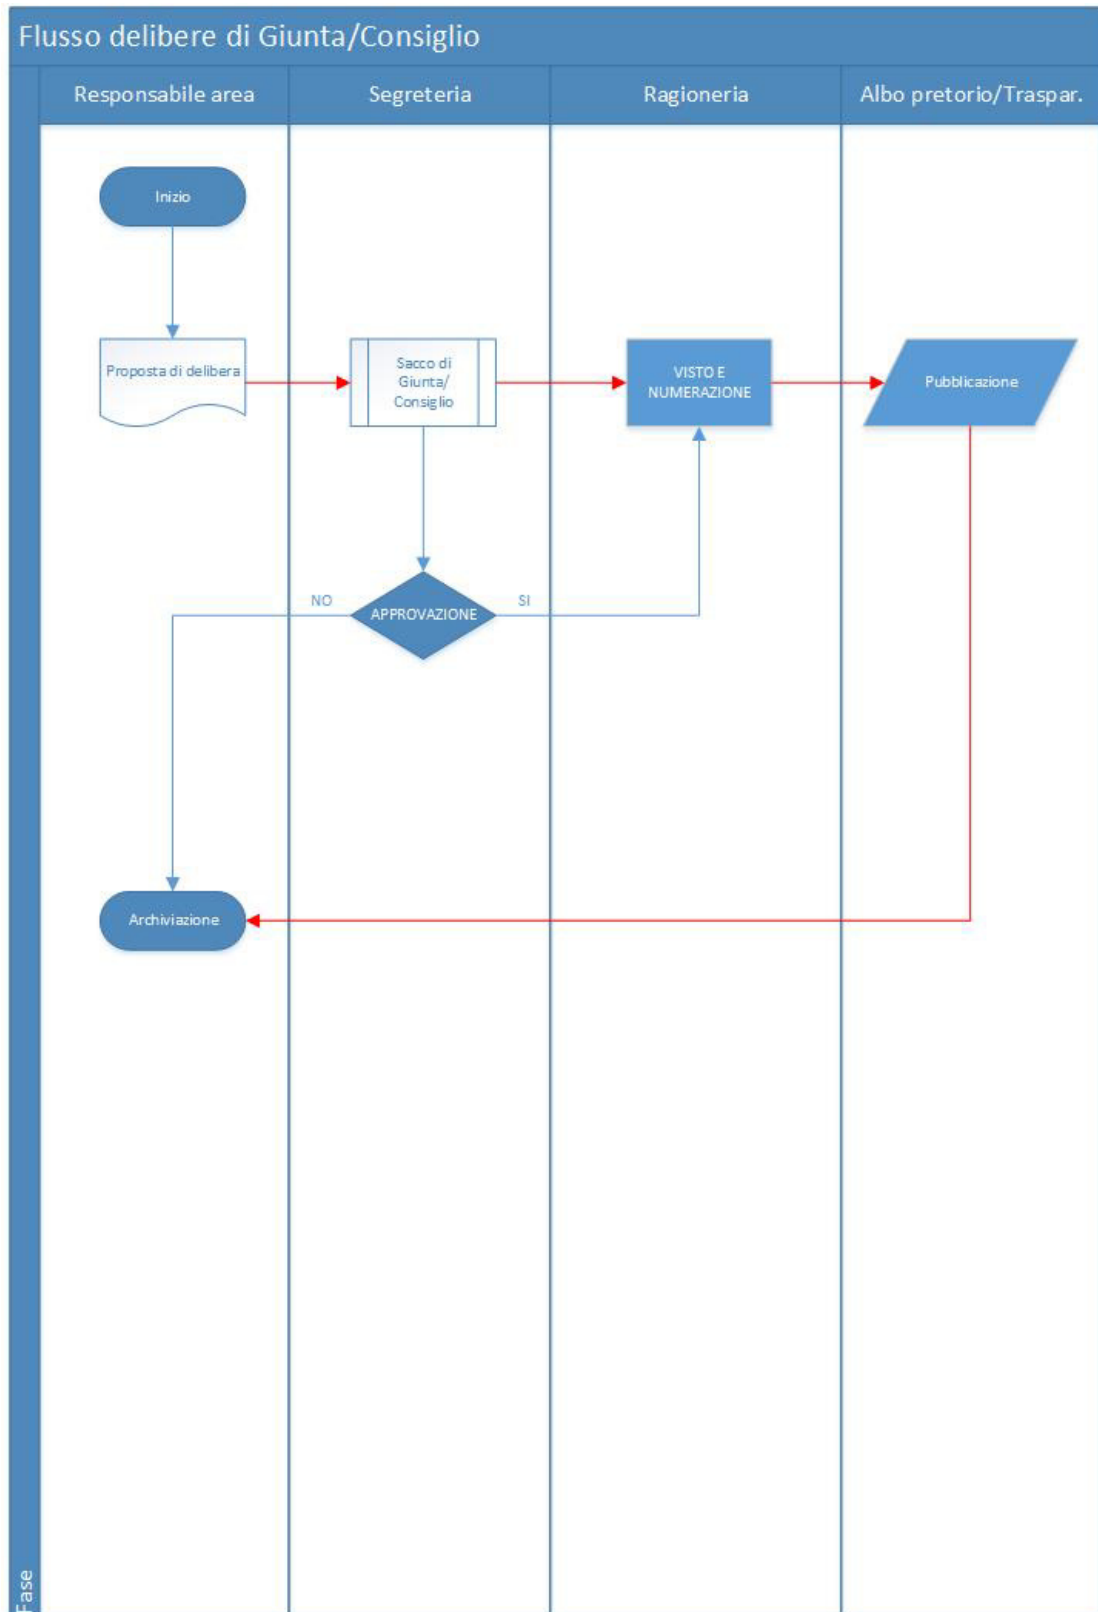 Flusso delibere di Giunta/Consiglio
Responsabile area
Segreteria
Ragioneria
Albo pretorio/Traspar.
Inizio
Proposta di delibera
Sacco di
Giunta/
Consiglio
VISTO E
NUMERAZIONE
Pubblicazione
NO
APPROVAZIONE
SI
Archiviazione
Fase